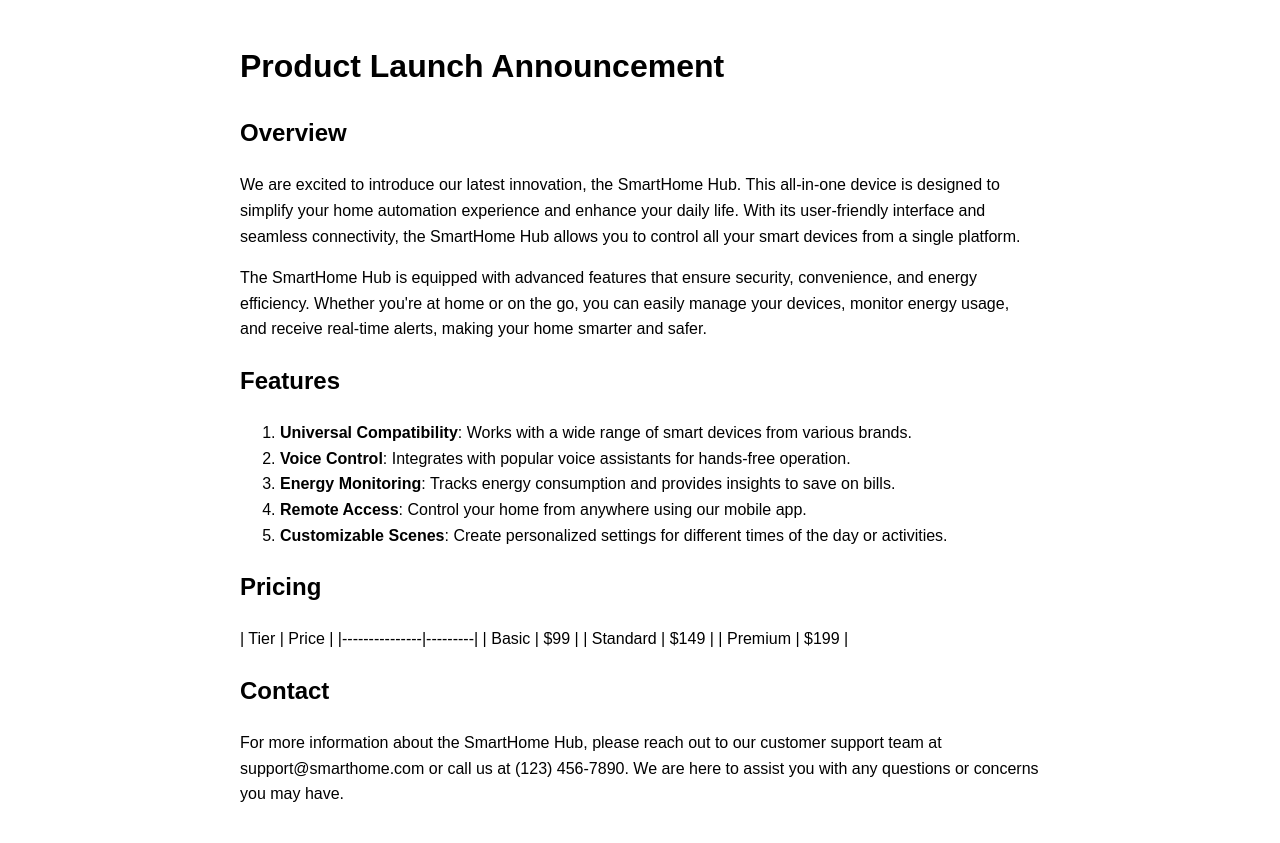 Product Launch Announcement
Overview
We are excited to introduce our latest innovation, the SmartHome Hub. This all-in-one device is designed to
simplify your home automation experience and enhance your daily life. With its user-friendly interface and
seamless connectivity, the SmartHome Hub allows you to control all your smart devices from a single platform.
The SmartHome Hub is equipped with advanced features that ensure security, convenience, and energy
efficiency. Whether you're at home or on the go, you can easily manage your devices, monitor energy usage,
and receive real-time alerts, making your home smarter and safer.
Features
1. Universal Compatibility: Works with a wide range of smart devices from various brands.
2. Voice Control: Integrates with popular voice assistants for hands-free operation.
3. Energy Monitoring: Tracks energy consumption and provides insights to save on bills.
4. Remote Access: Control your home from anywhere using our mobile app.
5. Customizable Scenes: Create personalized settings for different times of the day or activities.
Pricing
| Tier | Price | |---------------|---------| | Basic | $99 | | Standard | $149 | | Premium | $199 |
Contact
For more information about the SmartHome Hub, please reach out to our customer support team at
support@smarthome.com or call us at (123) 456-7890. We are here to assist you with any questions or concerns
you may have.